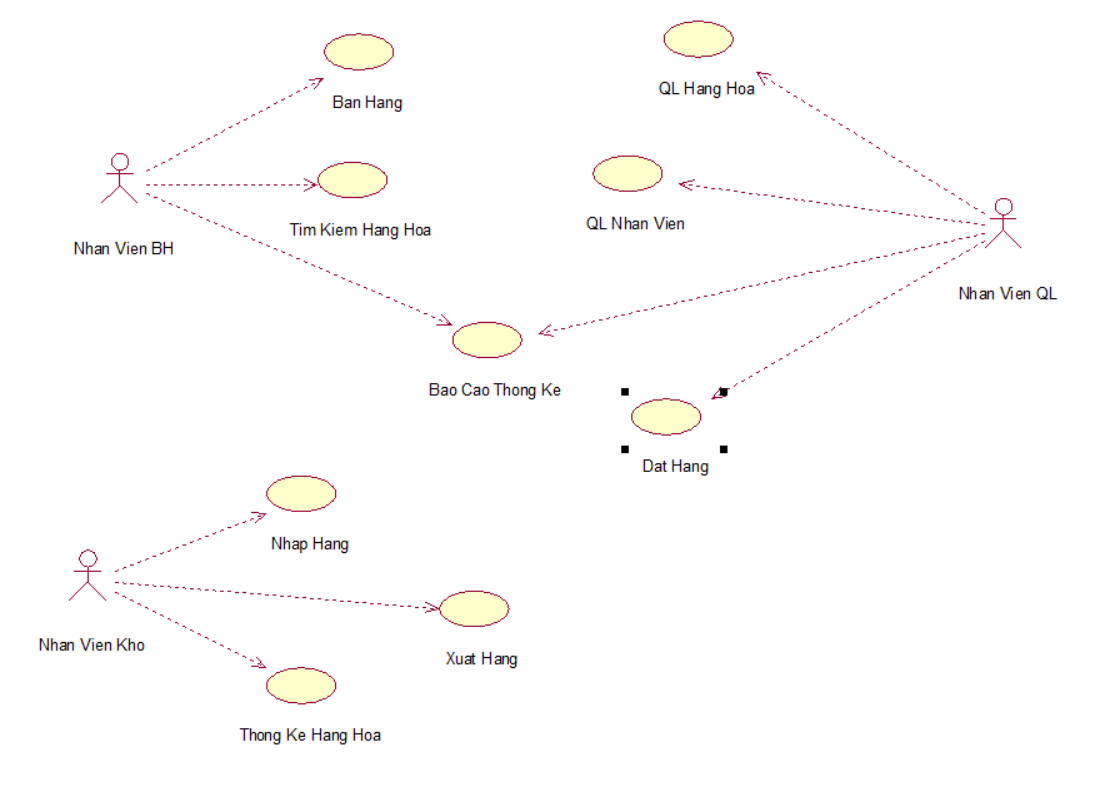 Ban Hang
QL Hang Hoa
Tim Kiem Hang Hoa
QL Nhan Vien
Nhan Vien BH
Nhan Vien QL
Bao Cao Thong Ke
Dat Hang
Nhap Hang
Nhan Vien Kho
Xuat Hang
Thong Ke Hang Hoa